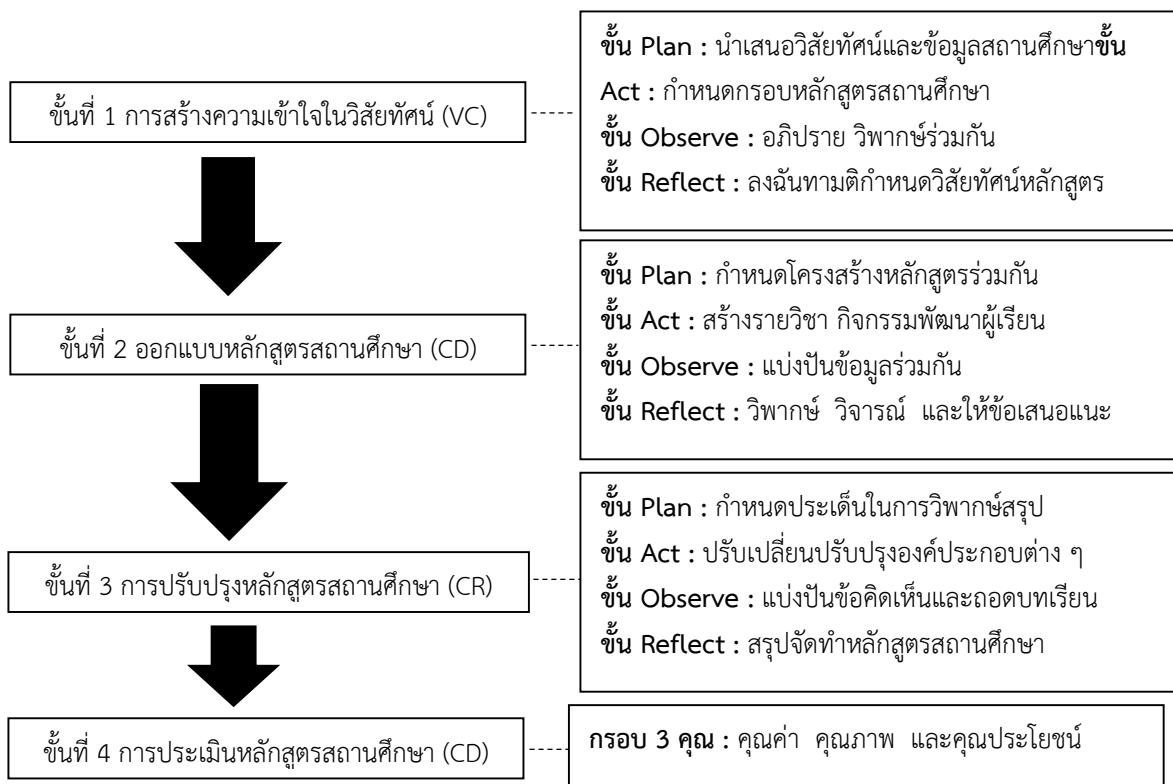 ขั้นที่ 1 การสร้างความเข้าใจในวิสัยทัศน์ (VC)
ขั้น Plan : นำเสนอวิสัยทัศน์และข้อมูลสถานศึกษาขั้น
Act : กำหนดกรอบหลักสูตรสถานศึกษา
ขั้น Observe : อภิปราย วิพากษ์ร่วมกัน
ขั้น Reflect : ลงฉันทามติกำหนดวิสัยทัศน์หลักสูตร
ขั้นที่ 2 ออกแบบหลักสูตรสถานศึกษา (CD)
ขั้น Plan : กำหนดโครงสร้างหลักสูตรร่วมกัน
ขั้น Act : สร้างรายวิชา กิจกรรมพัฒนาผู้เรียน
ขั้น Observe : แบ่งปันข้อมูลร่วมกัน
ขั้น Reflect : วิพากษ์ วิจารณ์ และให้ข้อเสนอแนะ
ขั้นที่ 3 การปรับปรุงหลักสูตรสถานศึกษา (CR)
ขั้น Plan : กำหนดประเด็นในการวิพากษ์สรุป
ขั้น Act : ปรับเปลี่ยนปรับปรุงองค์ประกอบต่าง ๆ
ขั้น Observe : แบ่งปันข้อคิดเห็นและถอดบทเรียน
ขั้น Reflect : สรุปจัดทำหลักสูตรสถานศึกษา
ขั้นที่ 4 การประเมินหลักสูตรสถานศึกษา (CD)
กรอบ 3 คุณ : คุณค่า คุณภาพ และคุณประโยชน์